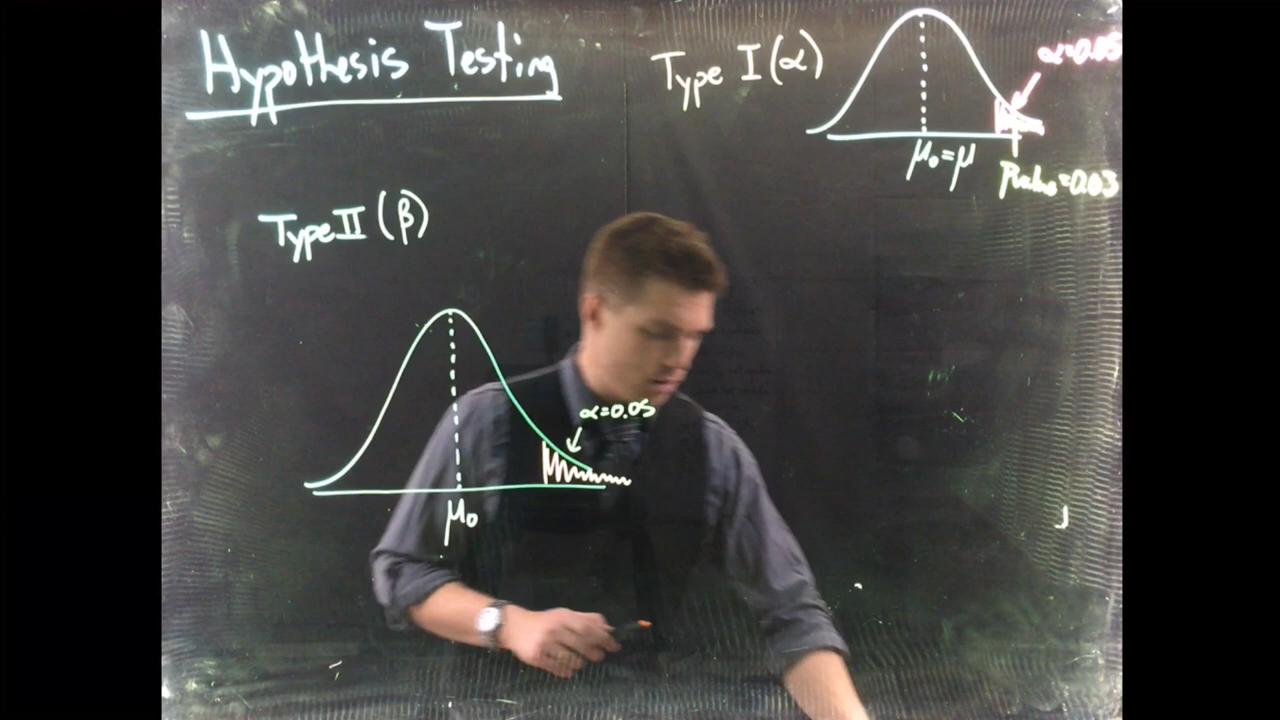 Hypothesis Testing
Type I (α)
α=0.05
μ₀=μ
Pvalue=0.03
Type II (β)
α=0.05
μ₀